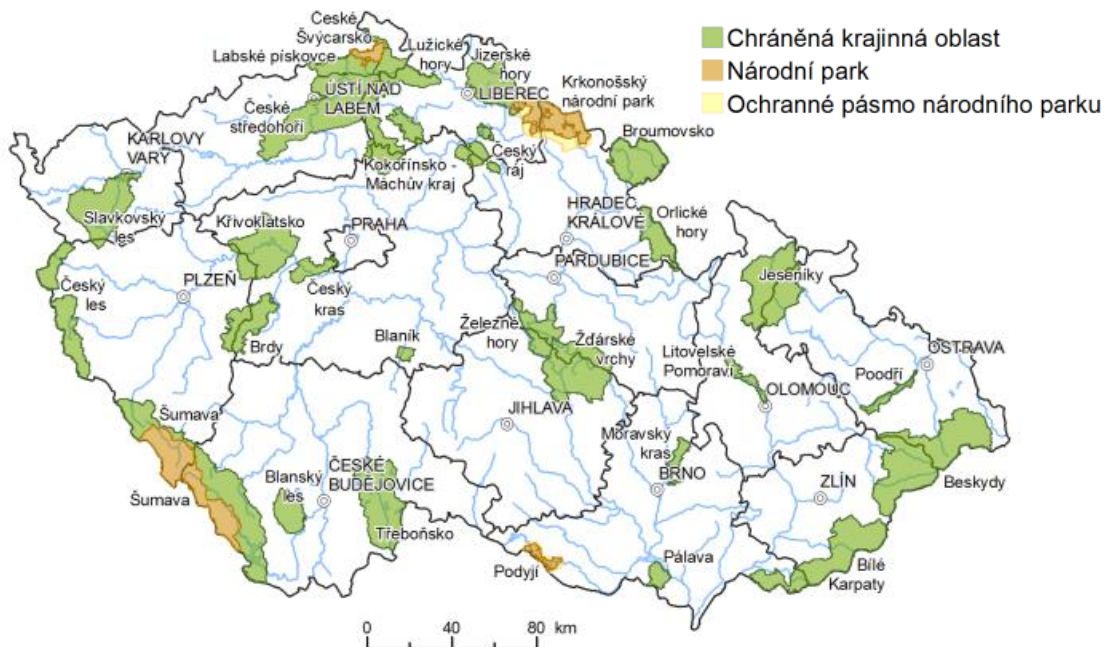 České
Švýcarsko
Labské pískovce
Lužické
hory
Jizerské
hory
Krkonošský
národní park
Chráněná krajinná oblast
Národní park
Ochranné pásmo národního parku
ÚSTÍ NAD
LABEM
LIBEREC
České
středohoří
Broumovsko
KARLOVY
VARY
Kokořínsko -
Máchův kraj
Český
ráj
Slavkovský
les
Křivoklátsko
PRAHA
HRADEC
KRÁLOVÉ
Orlické
hory
Český
les
PLZEŇ
Český
kras
PARDUBICE
Jeseníky
Brdy
Blaník
Železné
hory
Žďárské
vrchy
Litovelské
Pomoraví
OLOMOUC
Poodří
OSTRAVA
Šumava
JIHLAVA
Moravský
kras
BRNO
Šumava
Blanský
les
ČESKÉ
BUDĚJOVICE
Třeboňsko
ZLÍN
Beskydy
Podyjí
Pálava
Bílé
Karpaty
0 40 80 km